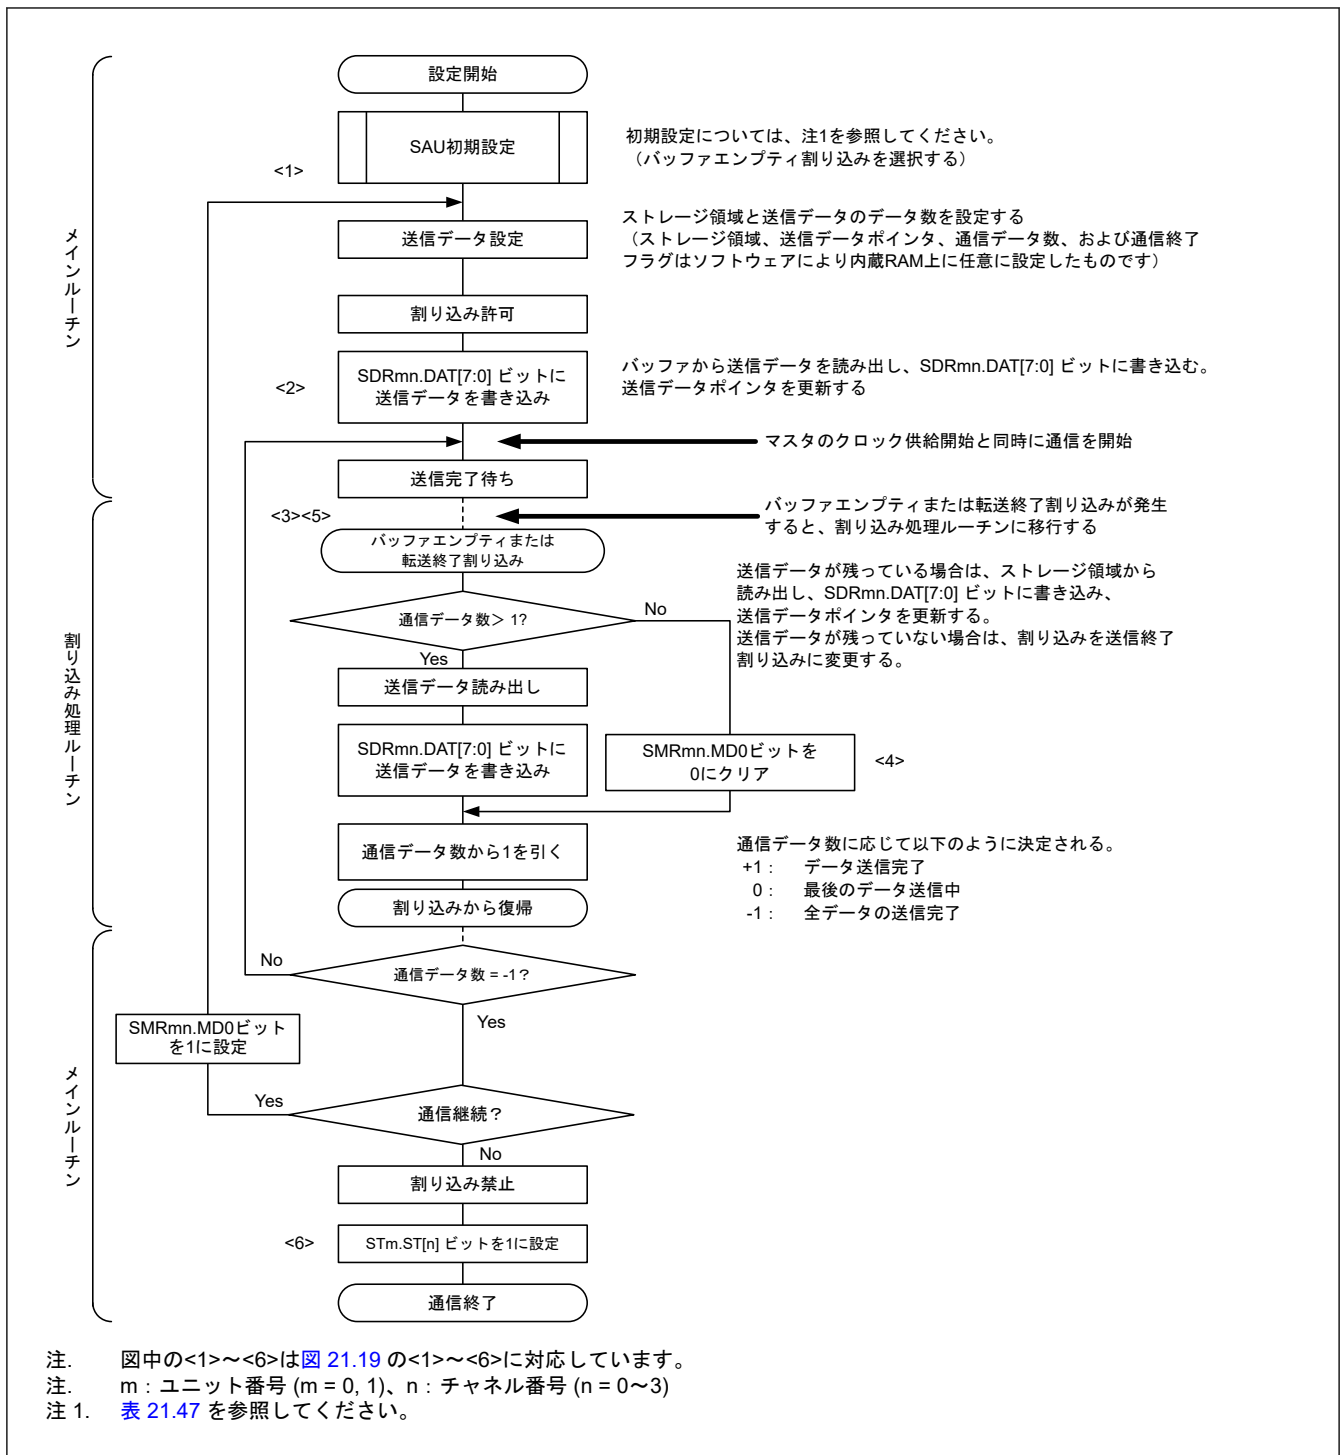 設定開始
SAU初期設定
初期設定については、注1を参照してください。
（バッファエンプティ割り込みを選択する）
<1>
メインルーチン
送信データ設定
ストレージ領域と送信データのデータ数を設定する
（ストレージ領域、送信データポインタ、通信データ数、および通信終了
フラグはソフトウェアにより内蔵RAM上に任意に設定したものです）
割り込み許可
<2>
SDRmn.DAT[7:0] ビットに
送信データを書き込み
バッファから送信データを読み出し、SDRmn.DAT[7:0] ビットに書き込む。
送信データポインタを更新する
マスタのクロック供給開始と同時に通信を開始
送信完了待ち
<3><5>
バッファエンプティまたは転送終了割り込みが発生
すると、割り込み処理ルーチンに移行する
バッファエンプティまたは
転送終了割り込み
割り込み処理ルーチン
通信データ数＞ 1?
No
Yes
送信データが残っている場合は、ストレージ領域から
読み出し、SDRmn.DAT[7:0] ビットに書き込み、
送信データポインタを更新する。
送信データが残っていない場合は、割り込みを送信終了
割り込みに変更する。
送信データ読み出し
SDRmn.DAT[7:0] ビットに
送信データを書き込み
SMRmn.MD0ビットを
0にクリア
<4>
通信データ数から1を引く
通信データ数に応じて以下のように決定される。
+1： データ送信完了
0： 最後のデータ送信中
-1： 全データの送信完了
割り込みから復帰
メインルーチン
No
通信データ数 = -1？
Yes
SMRmn.MD0ビット
を1に設定
Yes
通信継続？
No
割り込み禁止
<6>
STm.ST[n] ビットを1に設定
通信終了
注. 図中の<1>～<6>は図 21.19 の<1>～<6>に対応しています。
注. m：ユニット番号 (m = 0, 1)、n：チャネル番号 (n = 0～3)
注 1. 表 21.47 を参照してください。